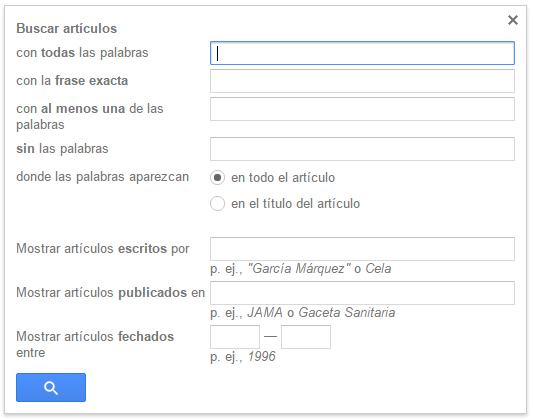 Buscar artículos
con todas las palabras
con la frase exacta
con al menos una de las
palabras
sin las palabras
donde las palabras aparezcan
en todo el artículo
en el título del artículo
Mostrar artículos escritos por
p. ej., "García Márquez" o Cela
Mostrar artículos publicados en
p. ej., JAMA o Gaceta Sanitaria
Mostrar artículos fechados
entre
—
p. ej., 1996